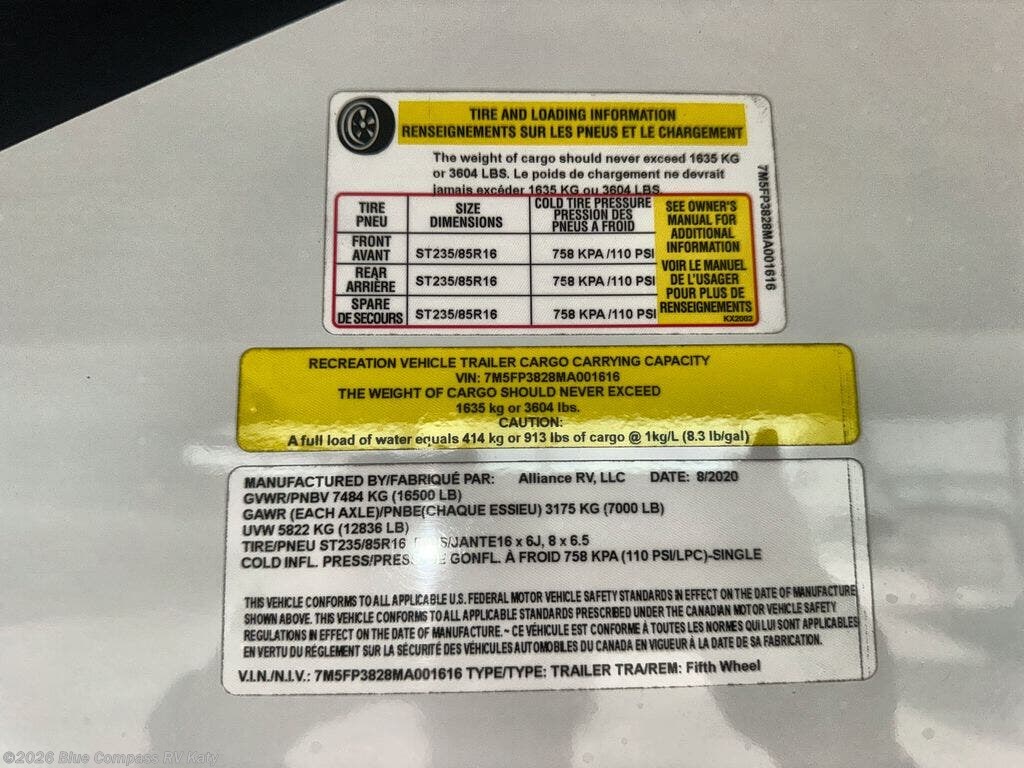 TIRE AND LOADING INFORMATION
RENSEIGNEMENTS SUR LES PNEUS ET LE CHARGEMENT
The weight of cargo should never exceed 1635 KG
or 3604 LBS. Le poids de chargement ne devrait
jamais excéder 1635 KG ou 3604 LBS.
TIRE PNEU
SIZE DIMENSIONS
COLD TIRE PRESSURE PRESSION DES PNEUS A FROID
FRONT AVANT ST235/85R16 758 KPA /110 PSI
REAR ARRIÈRE ST235/85R16 758 KPA /110 PSI
SPARE DE SECOURS ST235/85R16 758 KPA /110 PSI
SEE OWNER'S
MANUAL FOR
ADDITIONAL
INFORMATION
VOIR LE MANUEL
DE L'USAGER
POUR PLUS DE
RENSEIGNEMENTS
KX2002
7M5FP3828MA001616
RECREATION VEHICLE TRAILER CARGO CARRYING CAPACITY
VIN: 7M5FP3828MA001616
THE WEIGHT OF CARGO SHOULD NEVER EXCEED
1635 kg or 3604 lbs.
CAUTION:
A full load of water equals 414 kg or 913 lbs of cargo @ 1kg/L (8.3 lb/gal)
MANUFACTURED BY/FABRIQUÉ PAR: Alliance RV, LLC DATE: 8/2020
GVWR/PNBV 7484 KG (16500 LB)
GAWR (EACH AXLE)/PNBE(CHAQUE ESSIEU) 3175 KG (7000 LB)
UVW 5822 KG (12836 LB)
TIRE/PNEU ST235/85R16 /JANTE16 x 6J, 8 x 6.5
COLD INFL. PRESS/PRES GONFL. À FROID 758 KPA (110 PSI/LPC)-SINGLE
THIS VEHICLE CONFORMS TO ALL APPLICABLE U.S. FEDERAL MOTOR VEHICLE SAFETY STANDARDS IN EFFECT ON THE DATE OF MANUFACTURE
SHOWN ABOVE. THIS VEHICLE CONFORMS TO ALL APPLICABLE STANDARDS PRESCRIBED UNDER THE CANADIAN MOTOR VEHICLE SAFETY
REGULATIONS IN EFFECT ON THE DATE OF MANUFACTURE. ~ CE VÉHICULE EST CONFORME À TOUTES LES NORMES QUI LUI SONT APPLICABLES
EN VERTU DU RÉGLEMENT SUR LA SÉCURITÉ DES VÉHICULES AUTOMOBILES DU CANADA EN VIGUEUR À LA DATE DE SA FABRICATION.
V.I.N./N.I.V.: 7M5FP3828MA001616 TYPE/TYPE: TRAILER TRA/REM: Fifth Wheel
©2026 Blue Compass RV Katy